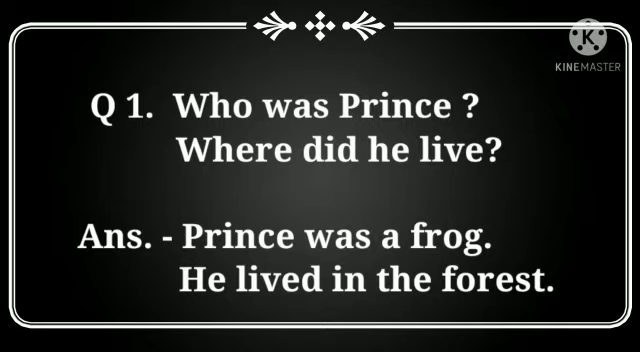 K
KINEMASTER
Q 1. Who was Prince ?
Where did he live?
Ans. - Prince was a frog.
He lived in the forest.